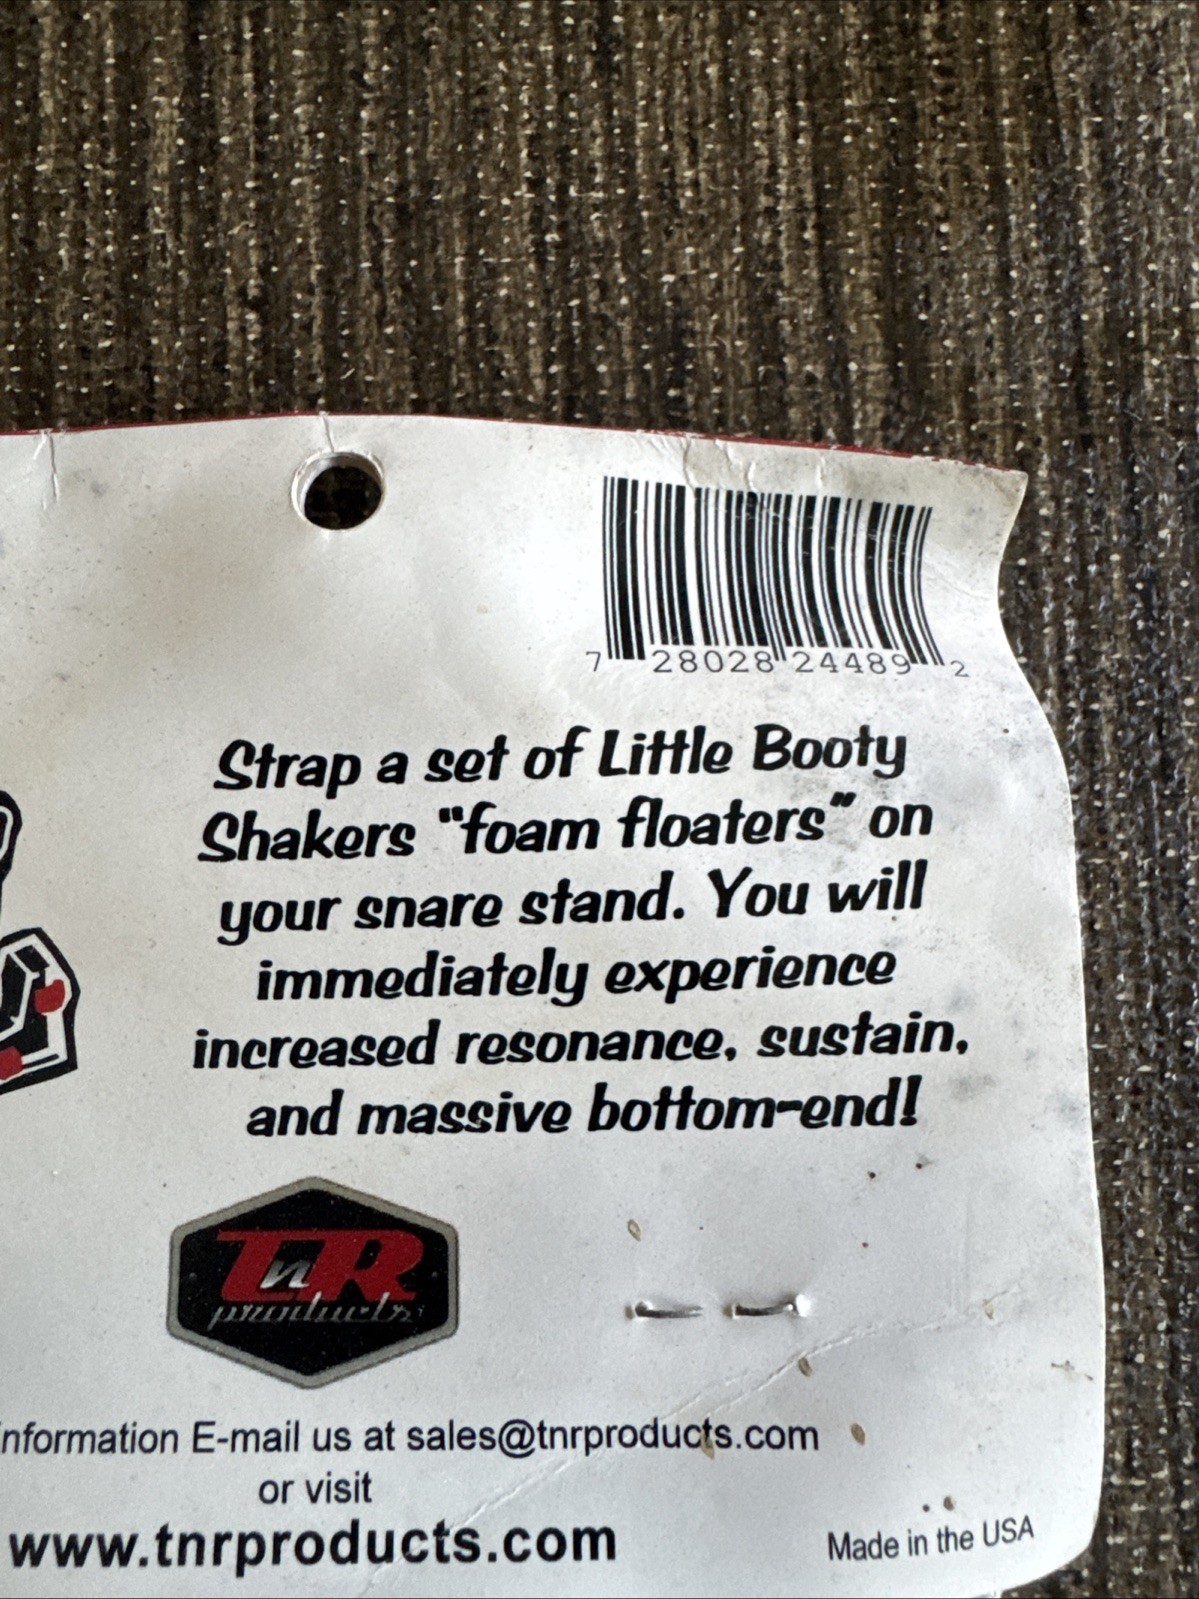 7 28028 24489 2
Strap a set of Little Booty
Shakers "foam floaters" on
your snare stand. You will
immediately experience
increased resonance, sustain,
and massive bottom-end!
TnR
products
information E-mail us at sales@tnrproducts.com
or visit
www.tnrproducts.com
Made in the USA